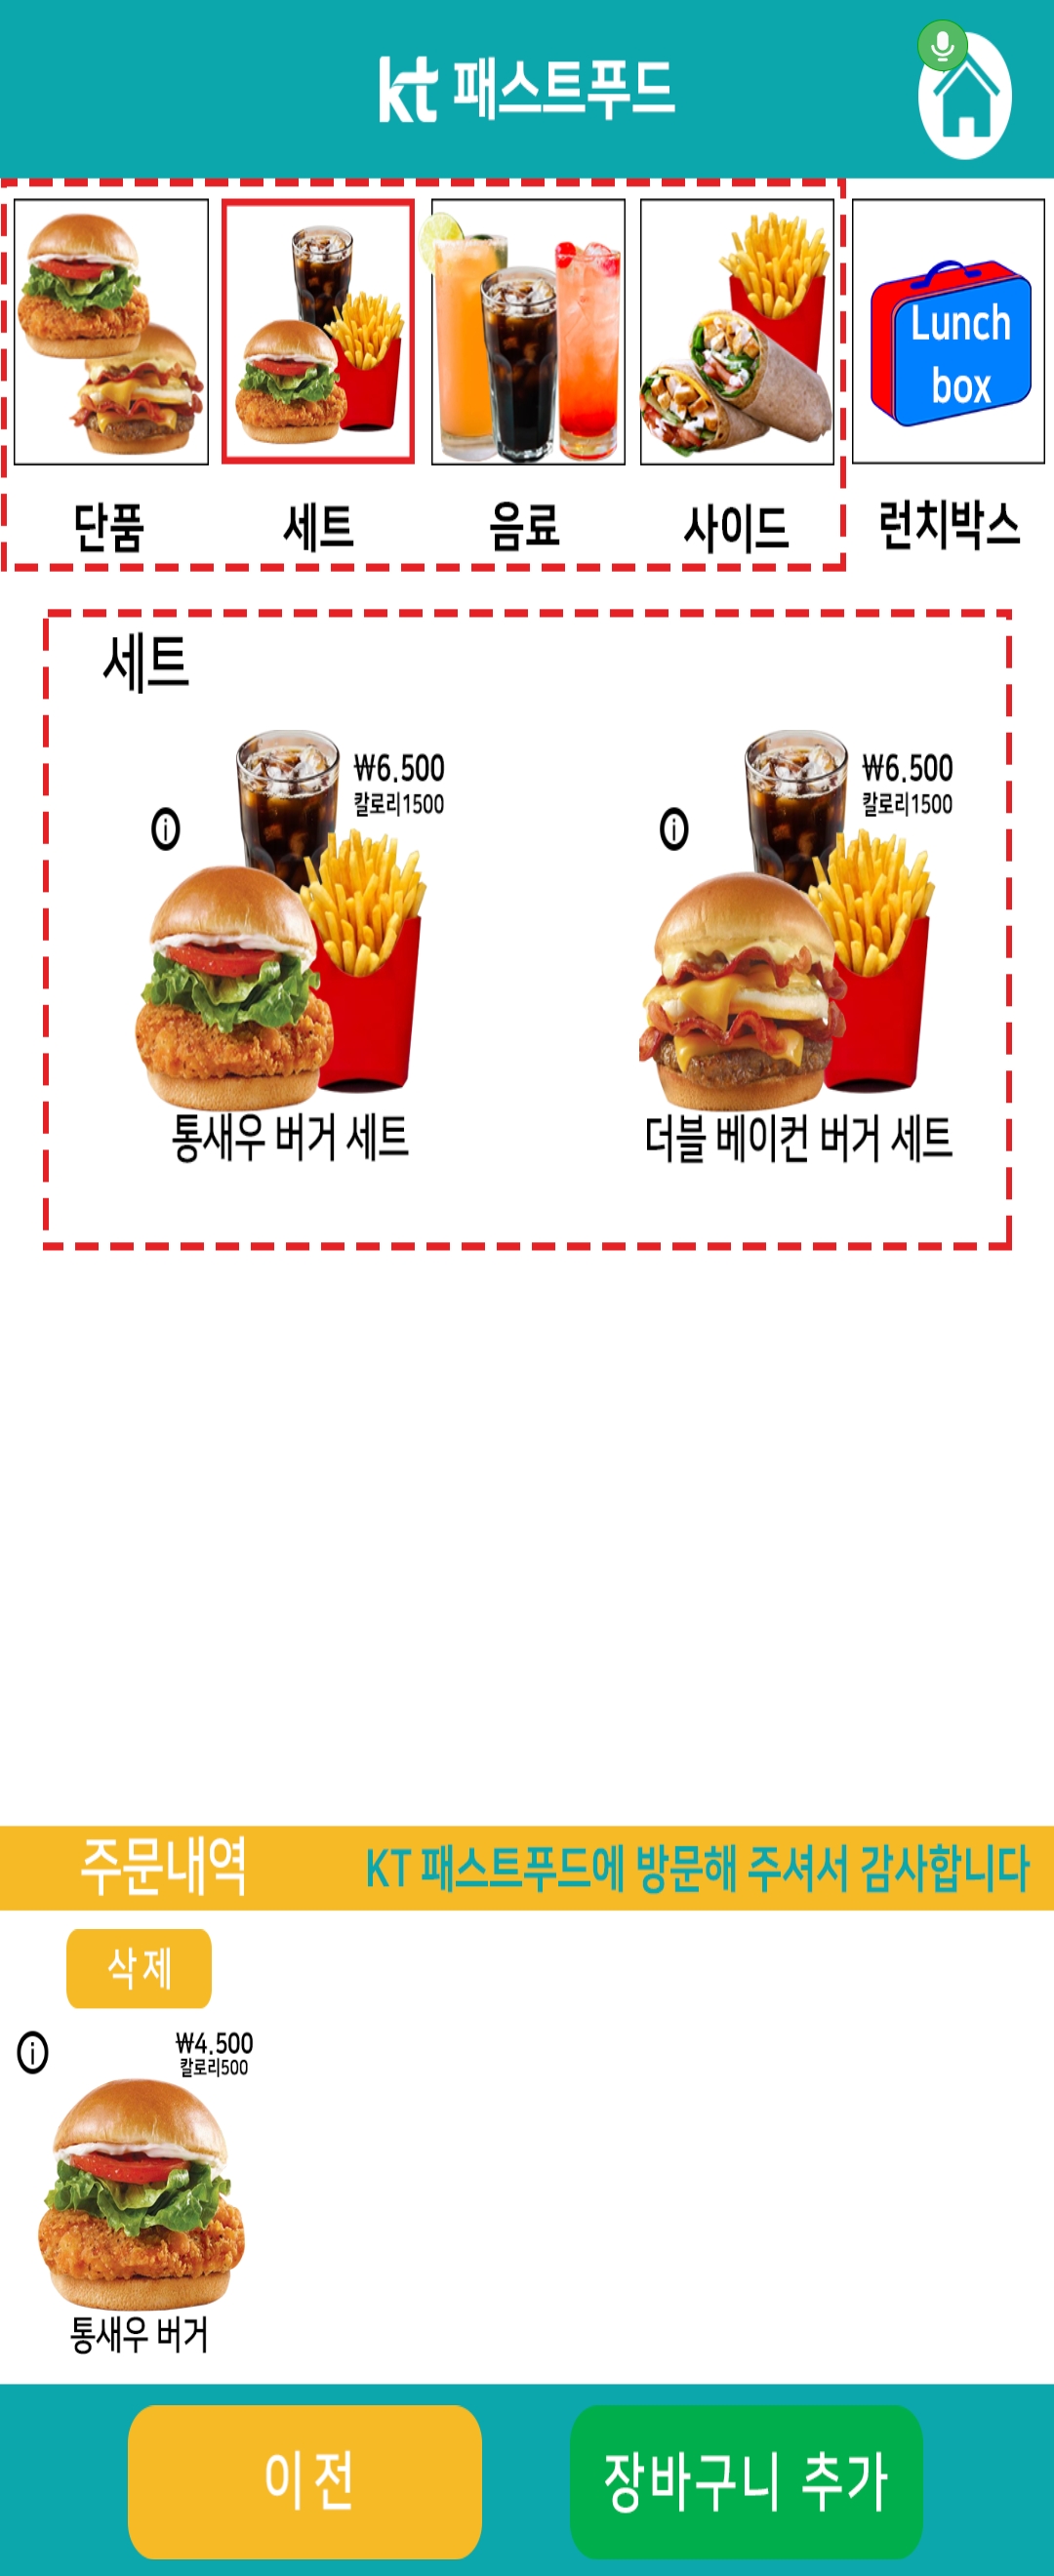 kt 패스트푸드
Lunch
box
단품
세트
음료
사이드
런치박스
세트
₩6.500
칼로리1500
₩6.500
칼로리1500
통새우 버거 세트
더블 베이컨 버거 세트
주문내역
KT 패스트푸드에 방문해 주셔서 감사합니다
삭제
₩4.500
칼로리500
통새우 버거
이전
장바구니 추가